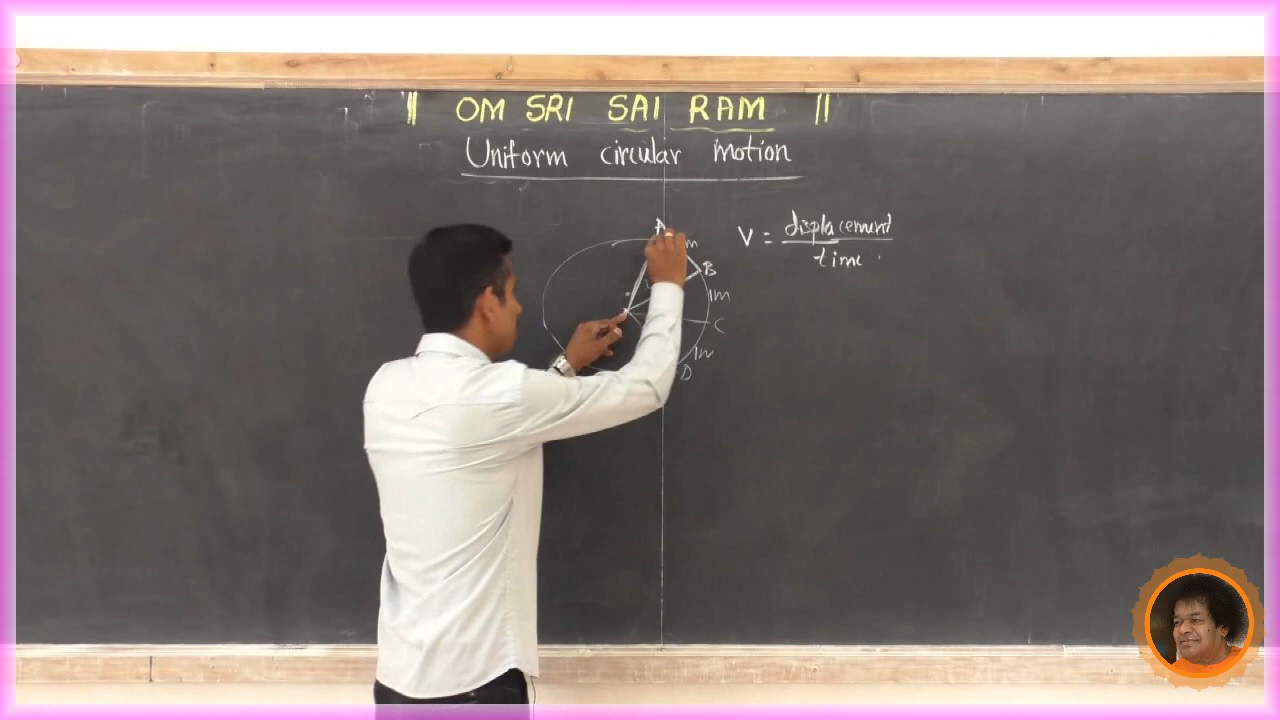 || OM SRI SAI RAM ||
Uniform circular motion
A
V = displacement
time
m
B
1m
C
1m
D